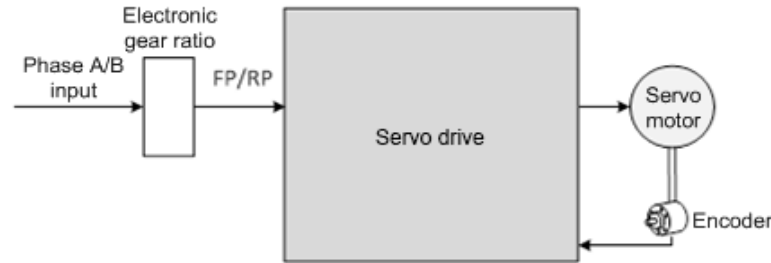 Electronic
gear ratio
Phase A/B
input
FP/RP
Servo drive
Servo
motor
Encoder